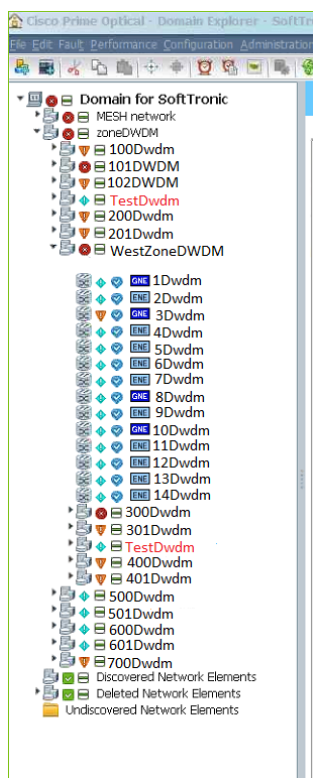 Cisco Prime Optical - Domain Explorer - SoftTr
File Edit Fault Performance Configuration Administration
Domain for SoftTronic
MESH network
zoneDWDM
100Dwdm
101DWDM
102DWDM
TestDwdm
200Dwdm
201Dwdm
WestZoneDWDM
GNE 1Dwdm
ENE 2Dwdm
GNE 3Dwdm
ENE 4Dwdm
ENE 5Dwdm
ENE 6Dwdm
ENE 7Dwdm
GNE 8Dwdm
ENE 9Dwdm
GNE 10Dwdm
ENE 11Dwdm
ENE 12Dwdm
ENE 13Dwdm
ENE 14Dwdm
300Dwdm
301Dwdm
TestDwdm
400Dwdm
401Dwdm
500Dwdm
501Dwdm
600Dwdm
601Dwdm
700Dwdm
Discovered Network Elements
Deleted Network Elements
Undiscovered Network Elements